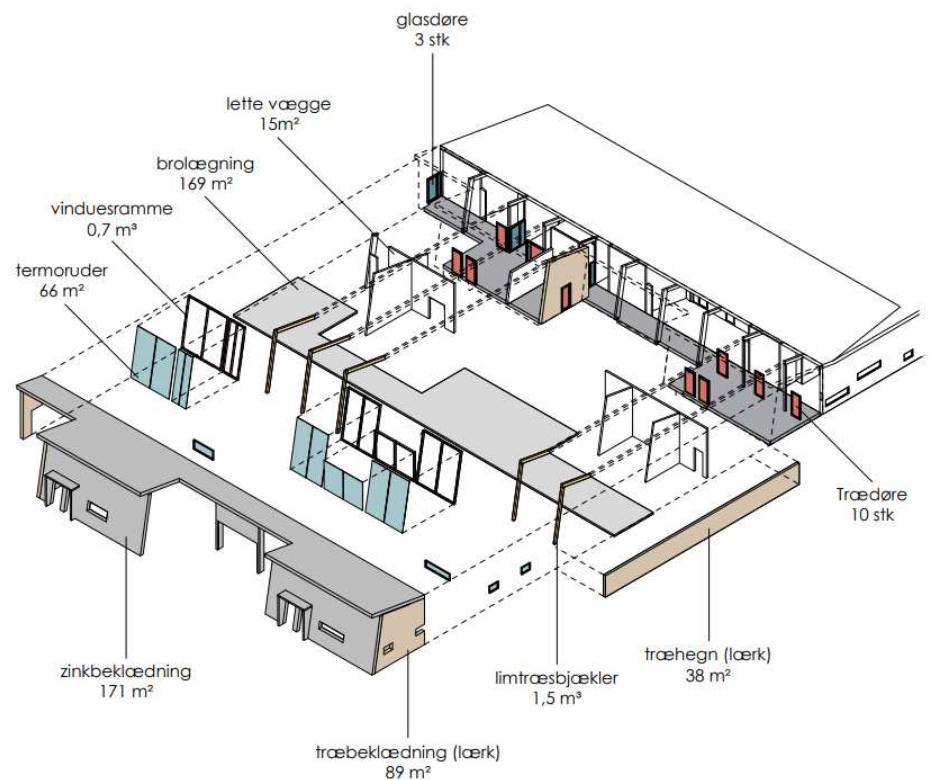 glasdøre
3 stk
lette vægge
15m²
brolægning
169 m²
vinduesramme
0,7 m³
termoruder
66 m²
Trædøre
10 stk
træhegn (lærk)
38 m²
limtræsbjækler
1,5 m³
zinkbeklædning
171 m²
træbeklædning (lærk)
89 m²